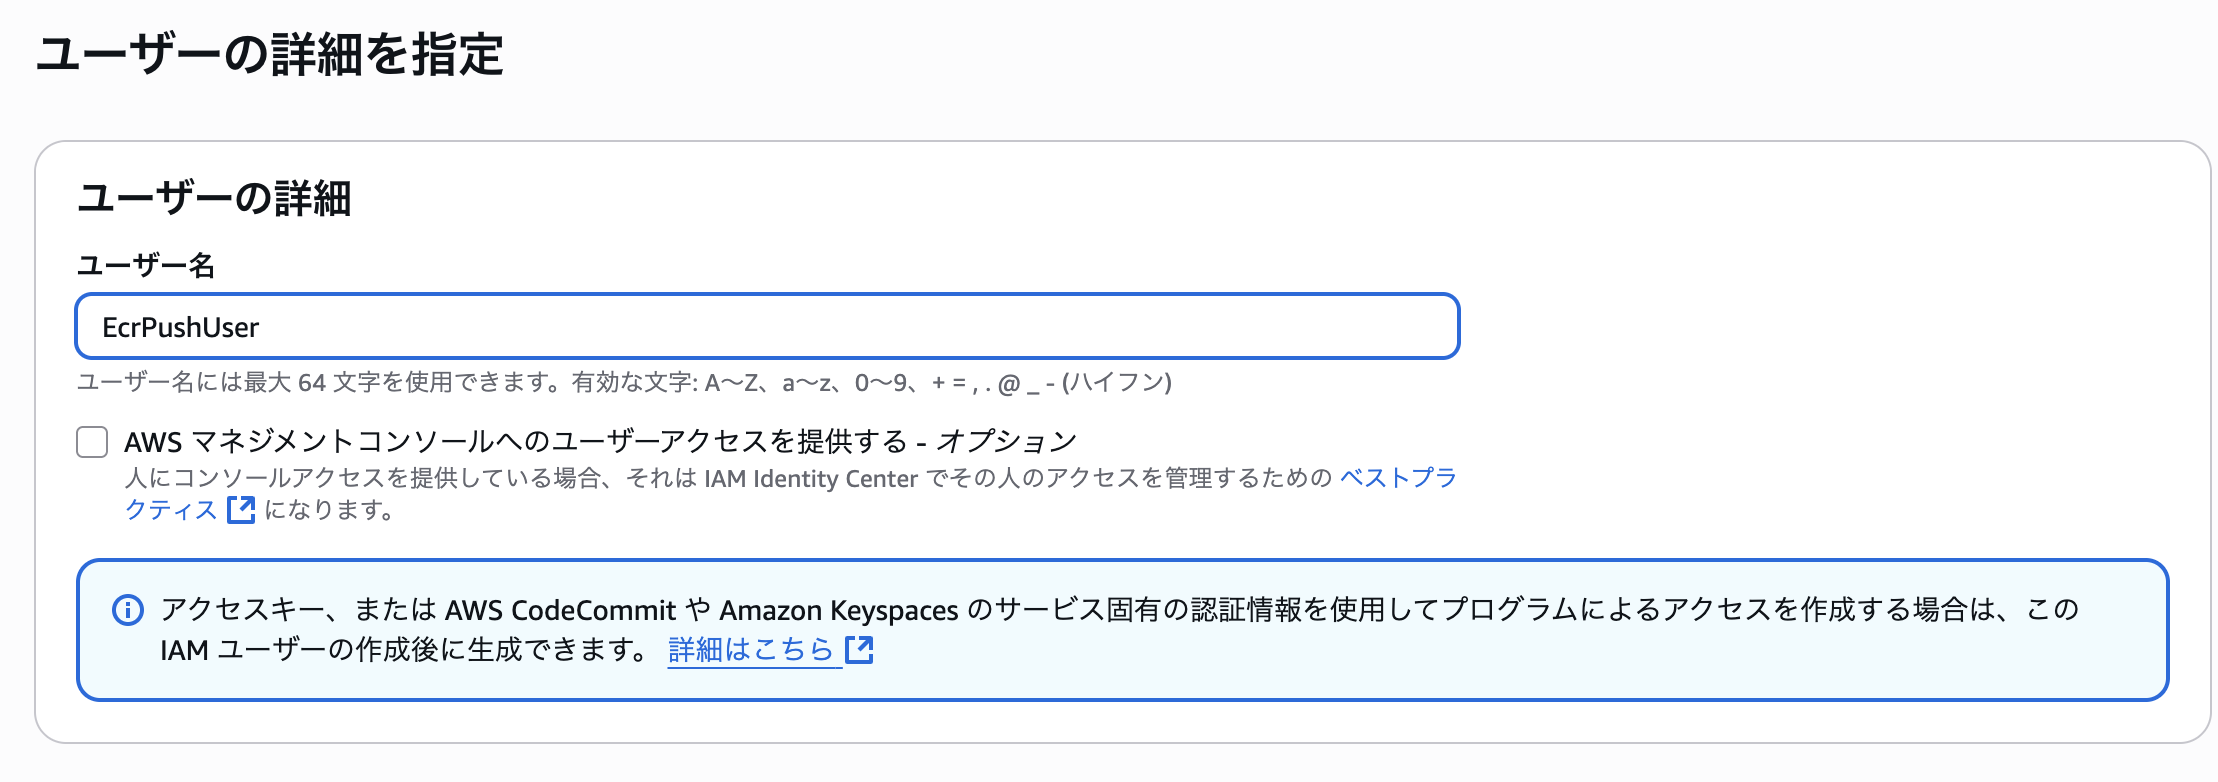 ユーザーの詳細を指定
ユーザーの詳細
ユーザー名
EcrPushUser
ユーザー名には最大 64 文字を使用できます。有効な文字: A～Z、a～z、0～9、+ = , . @ _ - (ハイフン)
AWS マネジメントコンソールへのユーザーアクセスを提供する - オプション
人にコンソールアクセスを提供している場合、それは IAM Identity Center でその人のアクセスを管理するための ベストプラ
クティス になります。
アクセスキー、または AWS CodeCommit や Amazon Keyspaces のサービス固有の認証情報を使用してプログラムによるアクセスを作成する場合は、この
IAM ユーザーの作成後に生成できます。 詳細はこちら